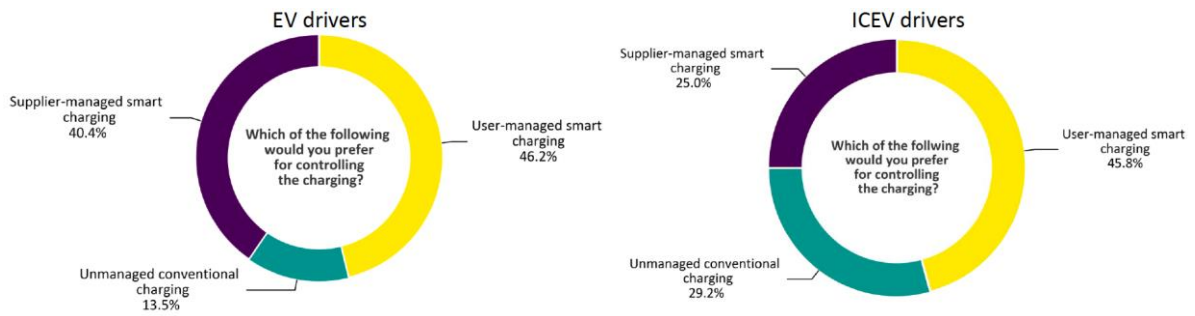 EV drivers
Supplier-managed smart
charging
40.4%
Which of the following
would you prefer
for controlling
the charging?
User-managed smart
charging
46.2%
Unmanaged conventional
charging
13.5%
ICEV drivers
Supplier-managed smart
charging
25.0%
Which of the follwing
would you prefer
for controlling
the charging?
User-managed smart
charging
45.8%
Unmanaged conventional
charging
29.2%